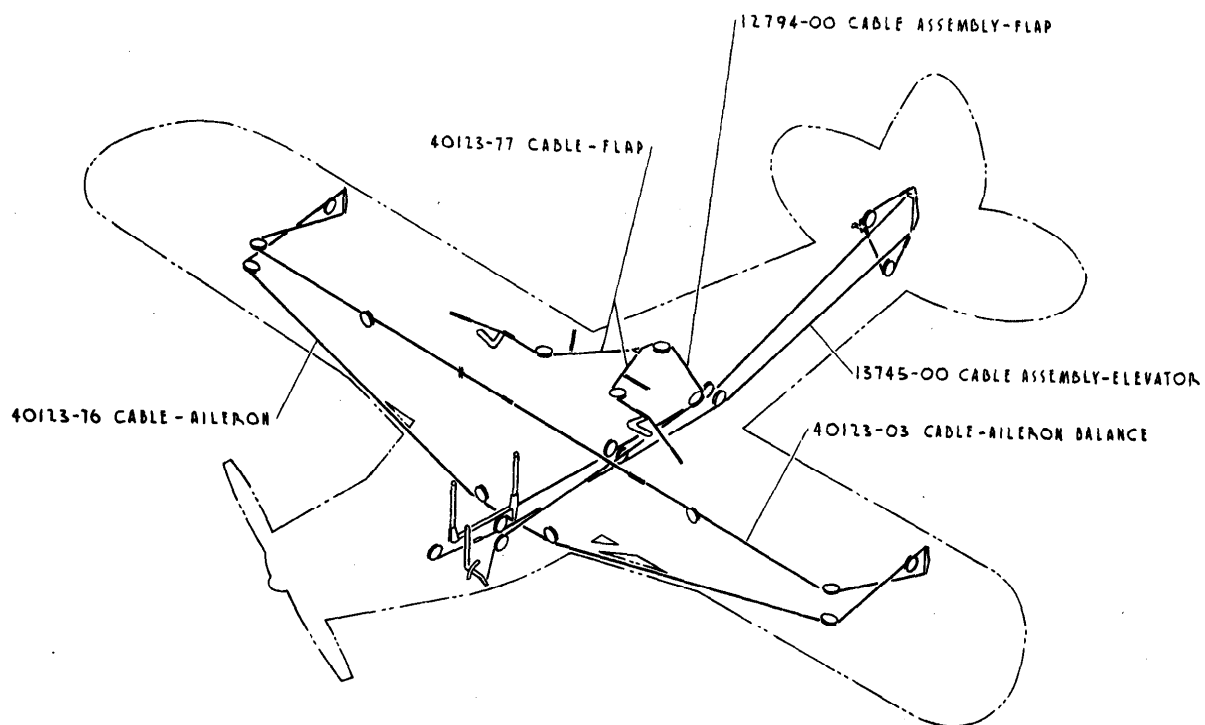 12794-00 CABLE ASSEMBLY-FLAP
40123-77 CABLE-FLAP
13745-00 CABLE ASSEMBLY-ELEVATOR
40123-76 CABLE-AILERON
40123-03 CABLE-AILERON BALANCE